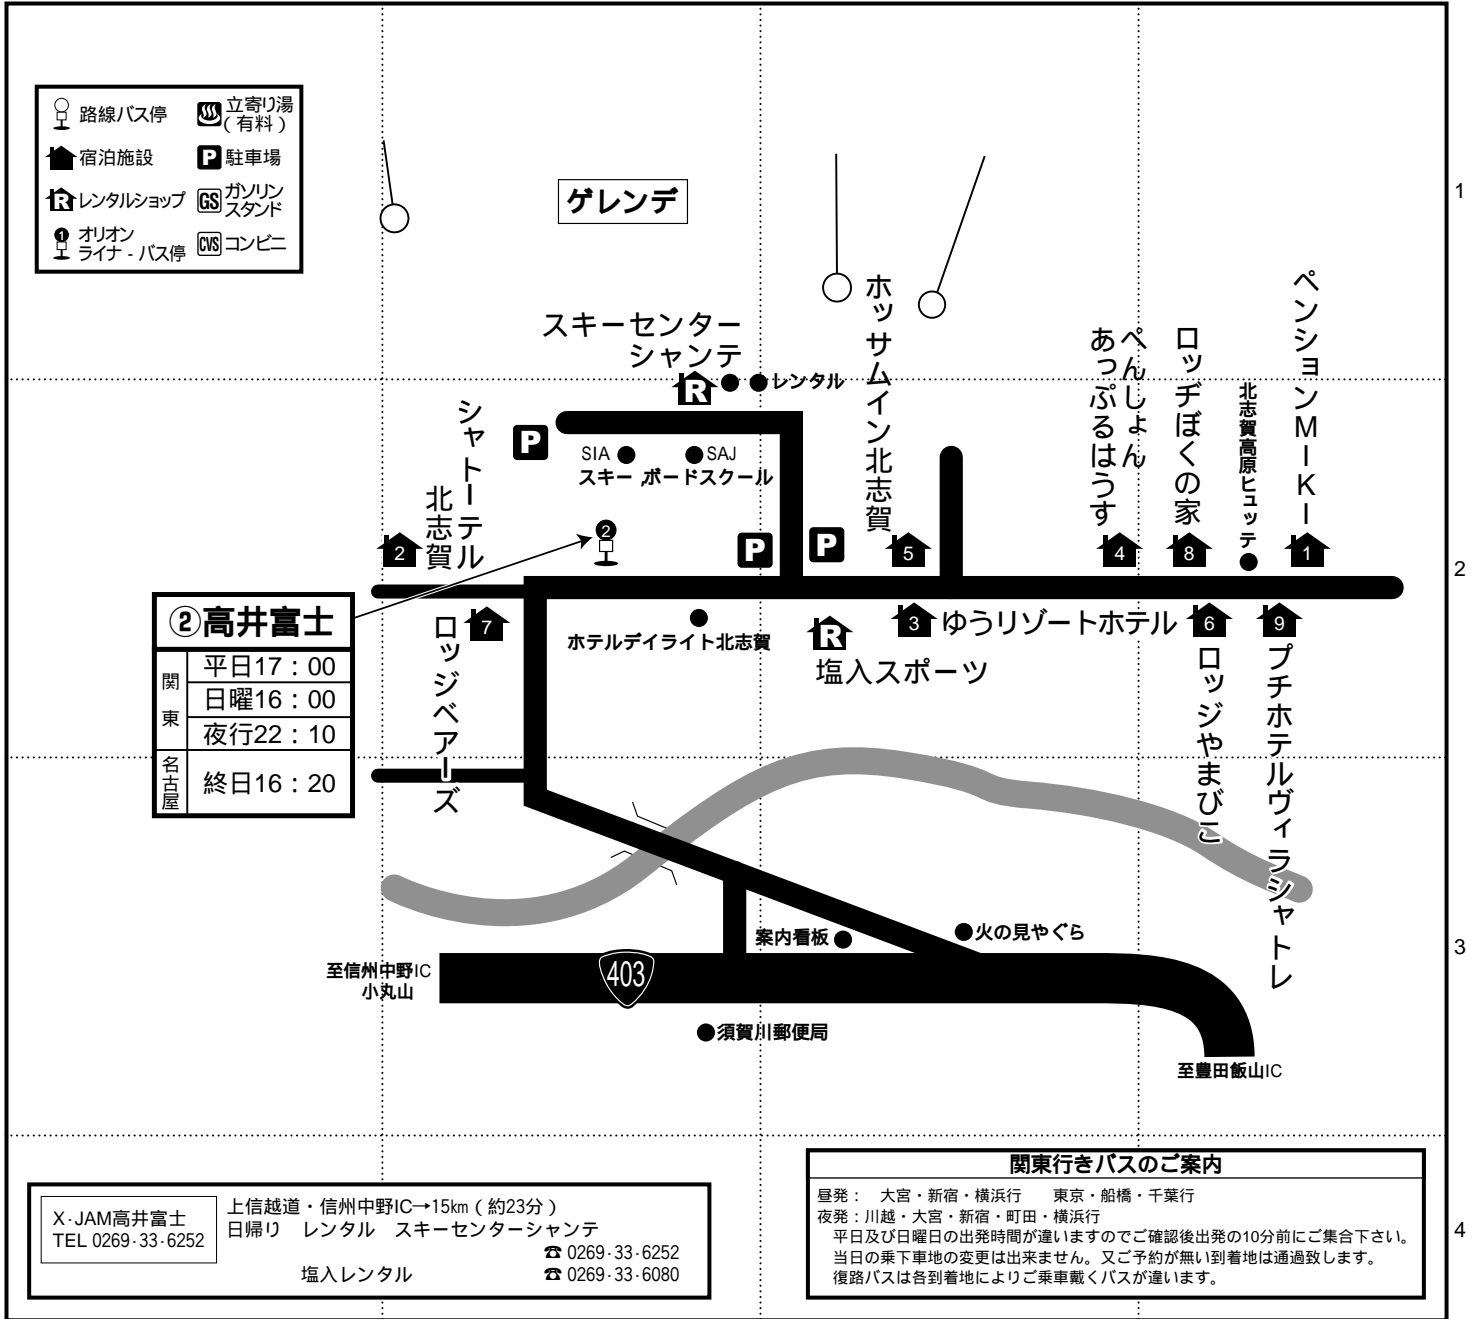 路線バス停
立寄り湯
(有料)
宿泊施設
P 駐車場
R レンタルショップ
GS ガソリン
スタンド
1 オリオン
ライナ - バス停
CVS コンビニ
ゲレンデ
1
スキーセンター
シャンテ
R
レンタル
P
SIA
SAJ
スキー,ボードスクール
シャトーテル
北志賀
2
2
P
P
ホッサムイン北志賀
5
ぺんしょん
あっぷるはうす
4
ロッヂぼくの家
8
北志賀高原ヒュッテ
ペンションMIKI
1
2
②高井富士
関東
平日17：00
日曜16：00
夜行22：10
名古屋
終日16：20
7
ロッジベアーズ
ホテルデイライト北志賀
R
塩入スポーツ
3 ゆうリゾートホテル
6
ロッジやまびこ
9
プチホテルヴィラシャトレ
案内看板
火の見やぐら
3
至信州中野IC
小丸山
403
須賀川郵便局
至豊田飯山IC
X･JAM高井富士
TEL 0269･33･6252
上信越道・信州中野IC→15km（約23分）
日帰り　レンタル　スキーセンターシャンテ
☎ 0269･33･6252
塩入レンタル　☎ 0269･33･6080
関東行きバスのご案内
昼発：　大宮・新宿・横浜行　　東京・船橋・千葉行
夜発：川越・大宮・新宿・町田・横浜行
平日及び日曜日の出発時間が違いますのでご確認後出発の10分前にご集合下さい。
当日の乗下車地の変更は出来ません。又ご予約が無い到着地は通過致します。
復路バスは各到着地によりご乗車戴くバスが違います。
4